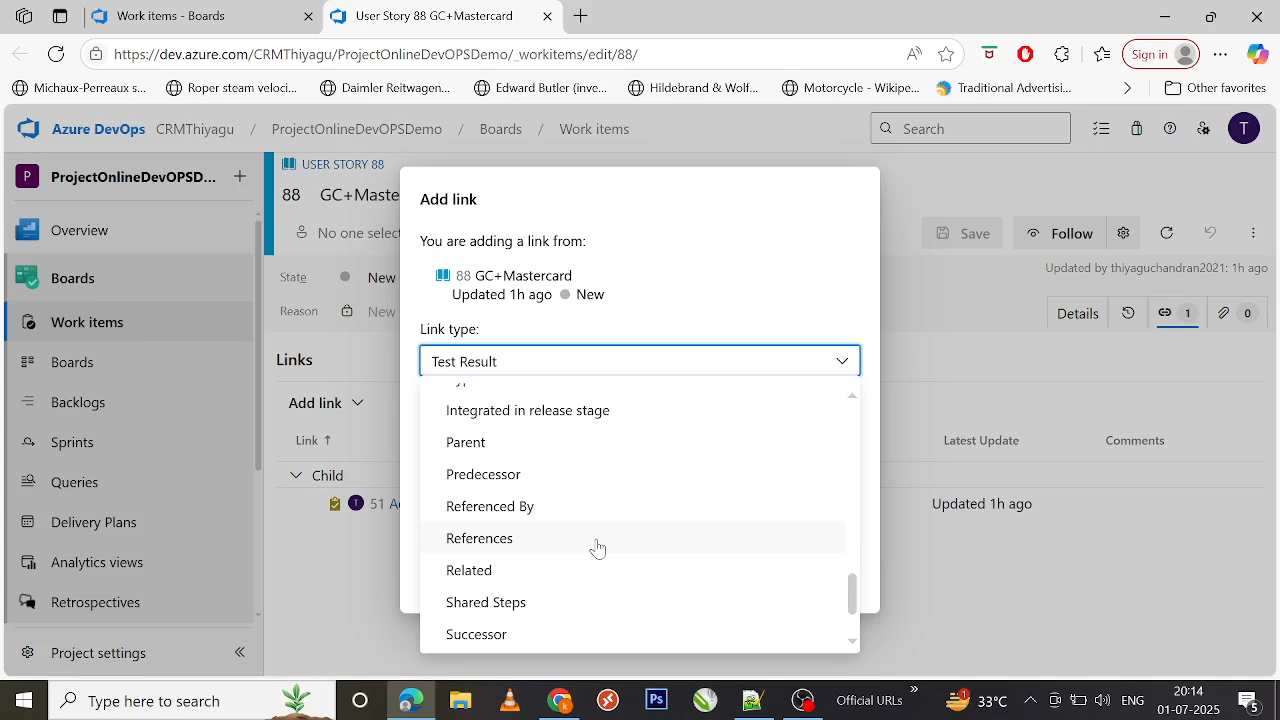 Work items - Boards
User Story 88 GC+Mastercard
https://dev.azure.com/CRMThiyagu/ProjectOnlineDevOPSDemo/_workitems/edit/88/
Sign in
Michaux-Perreaux s...
Roper steam veloci...
Daimler Reitwagen...
Edward Butler (inve...
Hildebrand & Wolf...
Motorcycle - Wikipe...
Traditional Advertisi...
Other favorites
Azure DevOps CRMThiyagu / ProjectOnlineDevOPSDemo / Boards / Work items
Search
T
P ProjectOnlineDevOPSD...
Overview
Boards
Work items
Boards
Backlogs
Sprints
Queries
Delivery Plans
Analytics views
Retrospectives
Project settings
USER STORY 88
88 GC+Maste
No one select
Save
Follow
State New
Updated by thiyaguchandran2021: 1h ago
Reason New
Details
1
0
Links
Add link
Link ↑
Latest Update
Comments
Child
T 51 A
Updated 1h ago
Add link
You are adding a link from:
88 GC+Mastercard
Updated 1h ago New
Link type:
Test Result
Integrated in release stage
Parent
Predecessor
Referenced By
References
Related
Shared Steps
Successor
Type here to search
Ps
Official URLs
1
33°C
ENG
20:14
01-07-2025
5